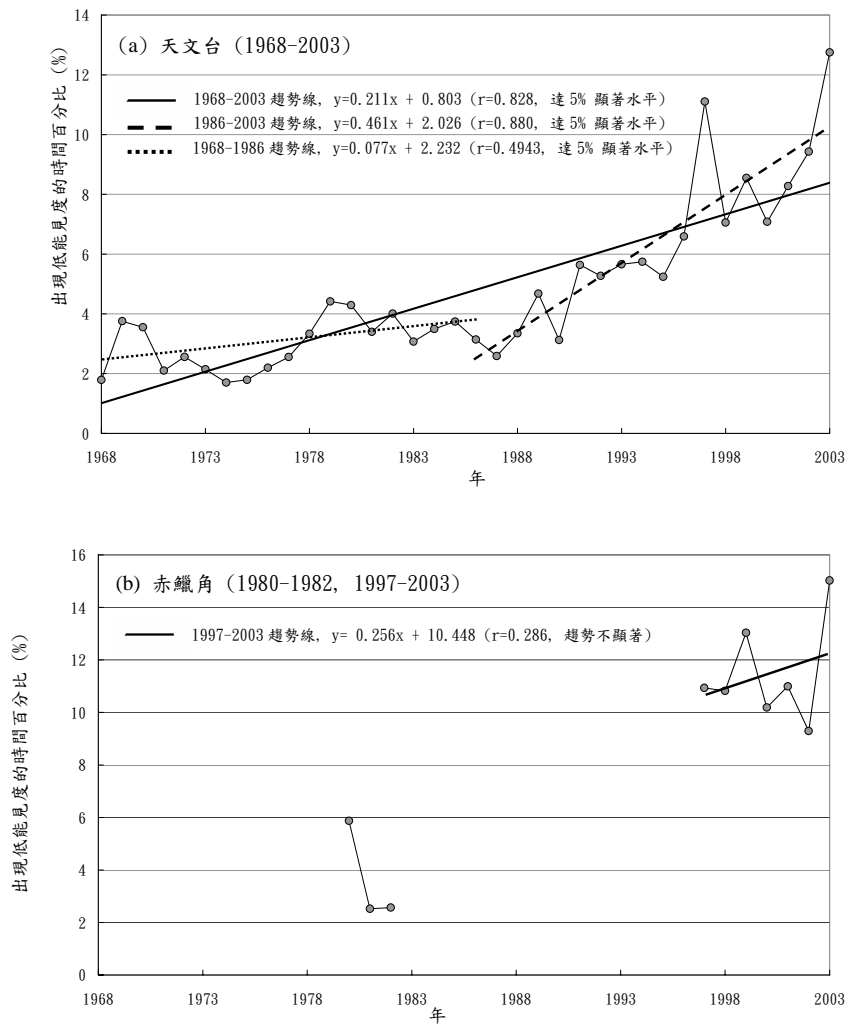 14
(a) 天文台 (1968-2003)
12
1968-2003 趨勢線, y=0.211x + 0.803 (r=0.828, 達 5% 顯著水平)
1986-2003 趨勢線, y=0.461x + 2.026 (r=0.880, 達 5% 顯著水平)
1968-1986 趨勢線, y=0.077x + 2.232 (r=0.4943, 達 5% 顯著水平)
10
8
6
4
2
0
出現低能見度的時間百分比 (%)
1968 1973 1978 1983 1988 1993 1998 2003
年
16
(b) 赤鱲角 (1980-1982, 1997-2003)
14
1997-2003 趨勢線, y= 0.256x + 10.448 (r=0.286, 趨勢不顯著)
12
10
8
6
4
2
0
出現低能見度的時間百分比 (%)
1968 1973 1978 1983 1988 1993 1998 2003
年